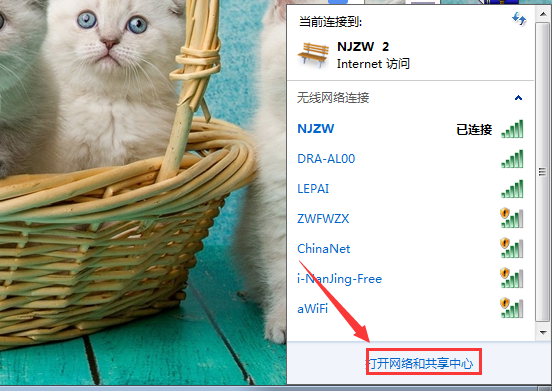 当前连接到:
NJZW 2
Internet 访问
无线网络连接
NJZW 已连接
DRA-AL00
LEPAI
ZWFWZX
ChinaNet
i-NanJing-Free
aWiFi
打开网络和共享中心